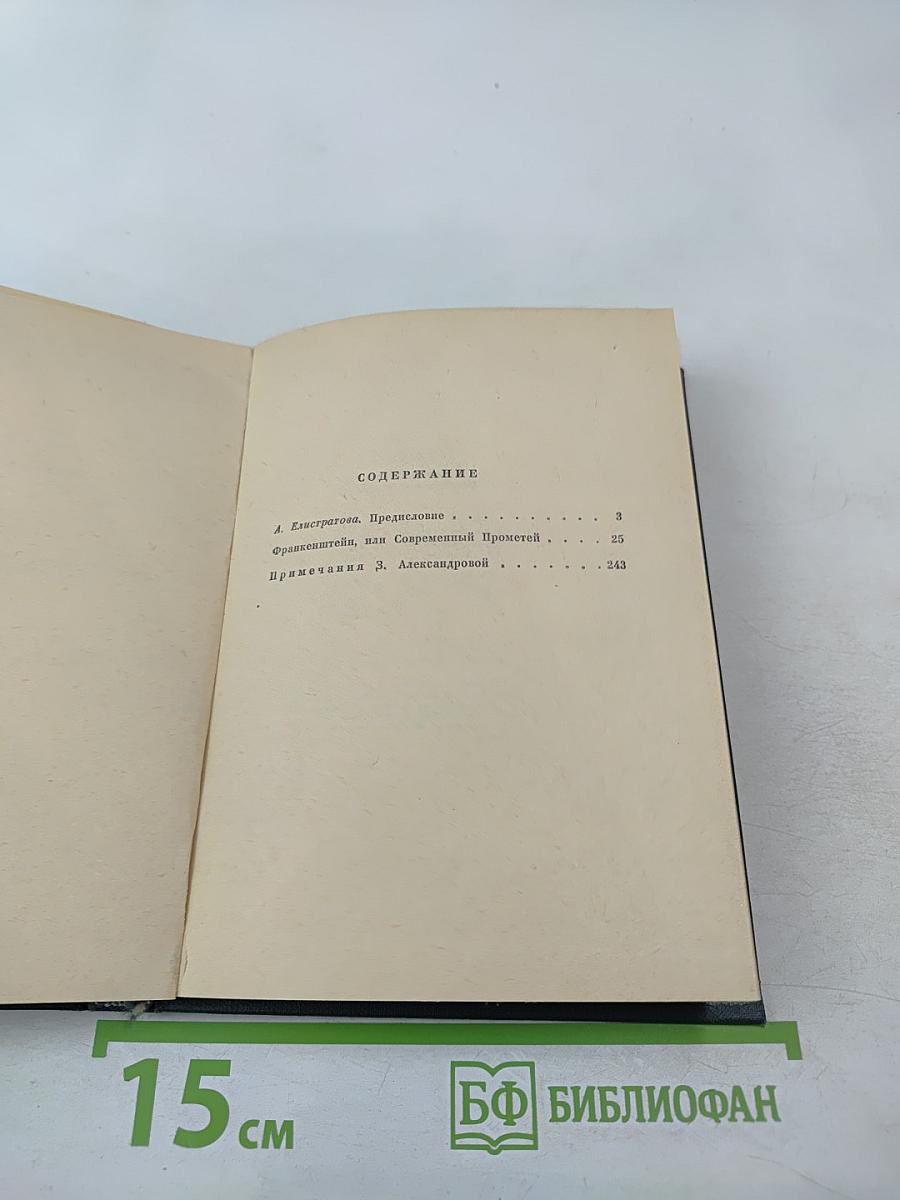 СОДЕРЖАНИЕ
А. Елистратова. Предисловие . . . . . . . . . . 3
Франкенштейн, или Современный Прометей . . . . 25
Примечания З. Александровой . . . . . . . 243
15 см
БФ БИБЛИОФАН